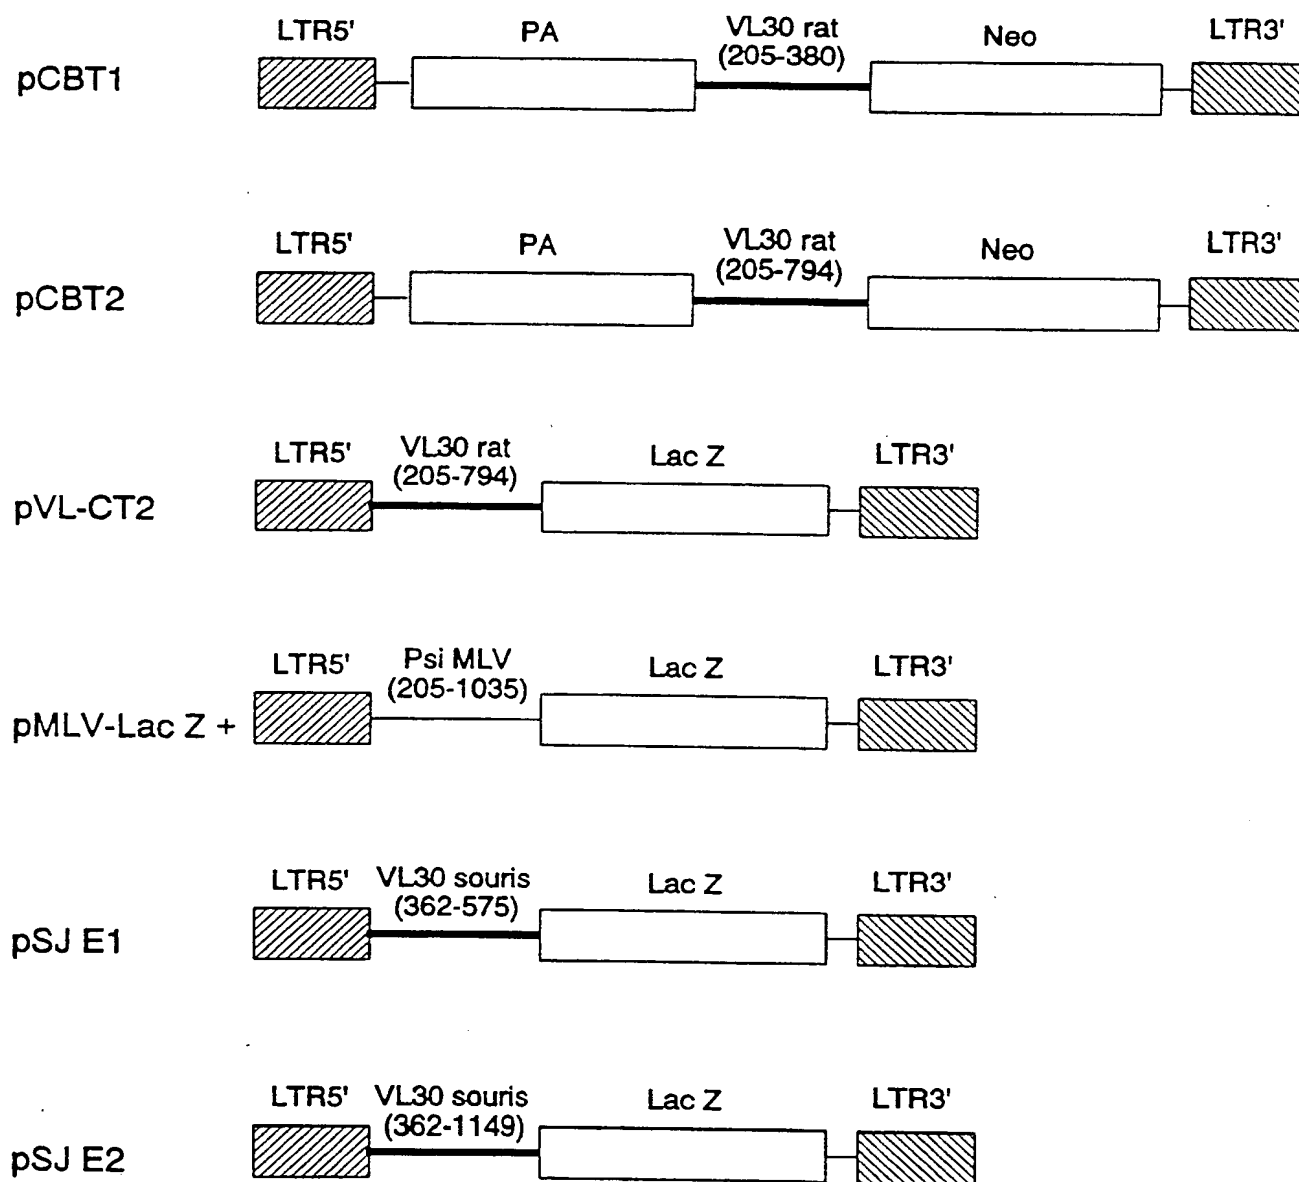 LTR5' PA VL30 rat Neo LTR3'
(205-380)
pCBT1
LTR5' PA VL30 rat Neo LTR3'
(205-794)
pCBT2
LTR5' VL30 rat Lac Z LTR3'
(205-794)
pVL-CT2
LTR5' Psi MLV Lac Z LTR3'
(205-1035)
pMLV-Lac Z +
LTR5' VL30 souris Lac Z LTR3'
(362-575)
pSJ E1
LTR5' VL30 souris Lac Z LTR3'
(362-1149)
pSJ E2